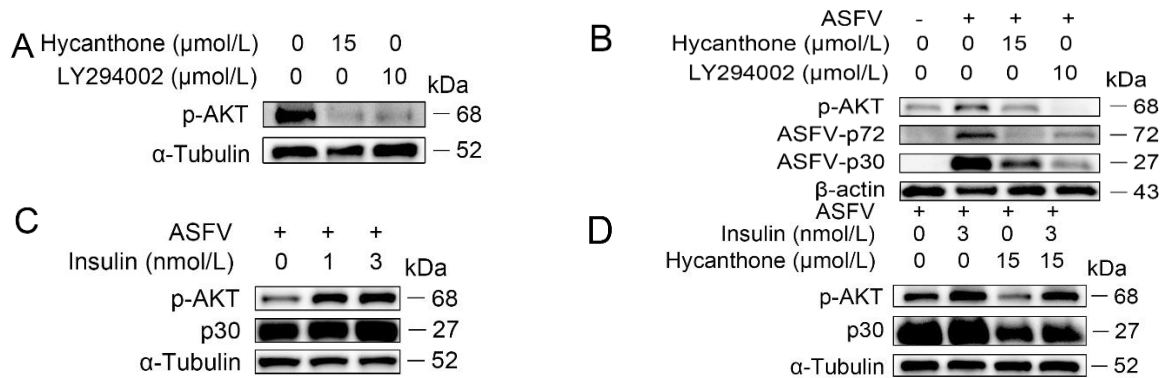 A
Hycanthone (μmol/L) 0 15 0
LY294002 (μmol/L) 0 0 10
kDa
p-AKT — 68
α-Tubulin — 52
B
ASFV - + + +
Hycanthone 0 0 15 0
(μmol/L)
LY294002 (μmol/L) 0 0 0 10
kDa
p-AKT — 68
ASFV-p72 — 72
ASFV-p30 — 27
β-actin — 43
C
ASFV + + +
Insulin (nmol/L) 0 1 3
kDa
p-AKT — 68
p30 — 27
α-Tubulin — 52
D
ASFV + + + +
Insulin (nmol/L) 0 3 0 3
Hycanthone 0 0 15 15
(μmol/L)
kDa
p-AKT — 68
p30 — 27
α-Tubulin — 52